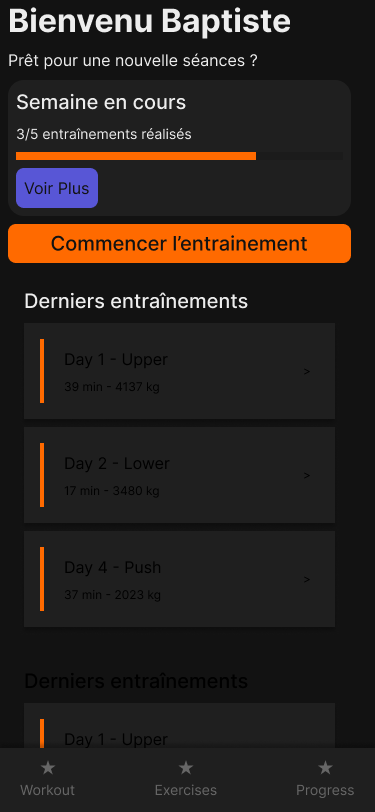 Bienvenu Baptiste
Prêt pour une nouvelle séances ?
Semaine en cours
3/5 entraînements réalisés
Voir Plus
Commencer l’entrainement
Derniers entraînements
Day 1 - Upper
39 min - 4137 kg
>
Day 2 - Lower
17 min - 3480 kg
>
Day 4 - Push
37 min - 2023 kg
>
Derniers entraînements
Day 1 - Upper
Workout
Exercises
Progress